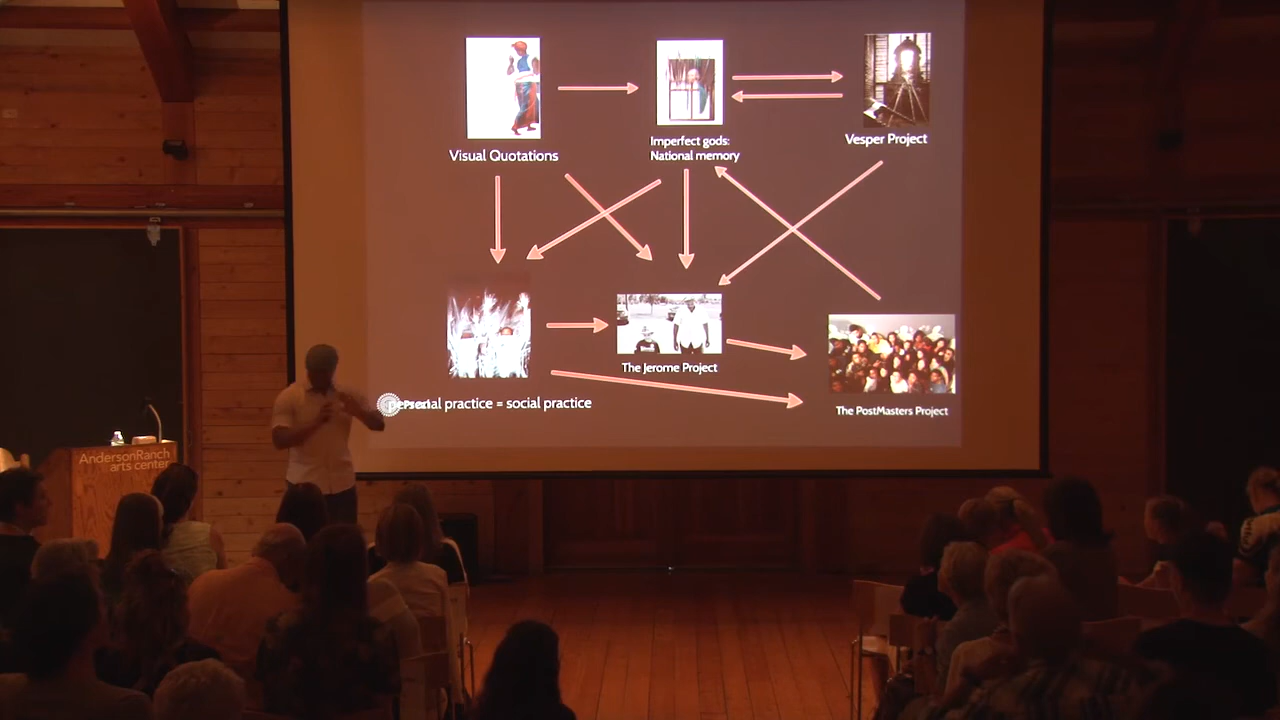 Visual Quotations
Imperfect gods:
National memory
Vesper Project
The Jerome Project
personal practice = social practice
The PostMasters Project
AndersonRanch
arts center